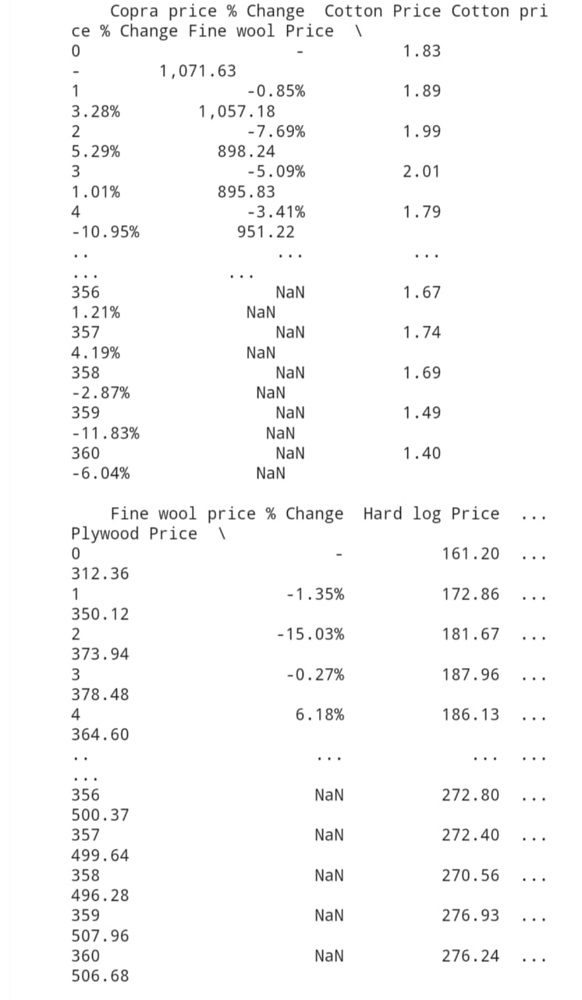 Copra price % Change  Cotton Price Cotton pri
ce % Change Fine wool Price  \
0                       -          1.83
-        1,071.63
1                  -0.85%          1.89
3.28%        1,057.18
2                  -7.69%          1.99
5.29%          898.24
3                  -5.09%          2.01
1.01%          895.83
4                  -3.41%          1.79
-10.95%          951.22
..                    ...           ...
...             ...
356                   NaN          1.67
1.21%             NaN
357                   NaN          1.74
4.19%             NaN
358                   NaN          1.69
-2.87%             NaN
359                   NaN          1.49
-11.83%             NaN
360                   NaN          1.40
-6.04%             NaN
Fine wool price % Change  Hard log Price  ...
Plywood Price  \
0                          -          161.20  ...
312.36
1                     -1.35%          172.86  ...
350.12
2                    -15.03%          181.67  ...
373.94
3                     -0.27%          187.96  ...
378.48
4                      6.18%          186.13  ...
364.60
..                       ...             ...  ...
...
356                      NaN          272.80  ...
500.37
357                      NaN          272.40  ...
499.64
358                      NaN          270.56  ...
496.28
359                      NaN          276.93  ...
507.96
360                      NaN          276.24  ...
506.68